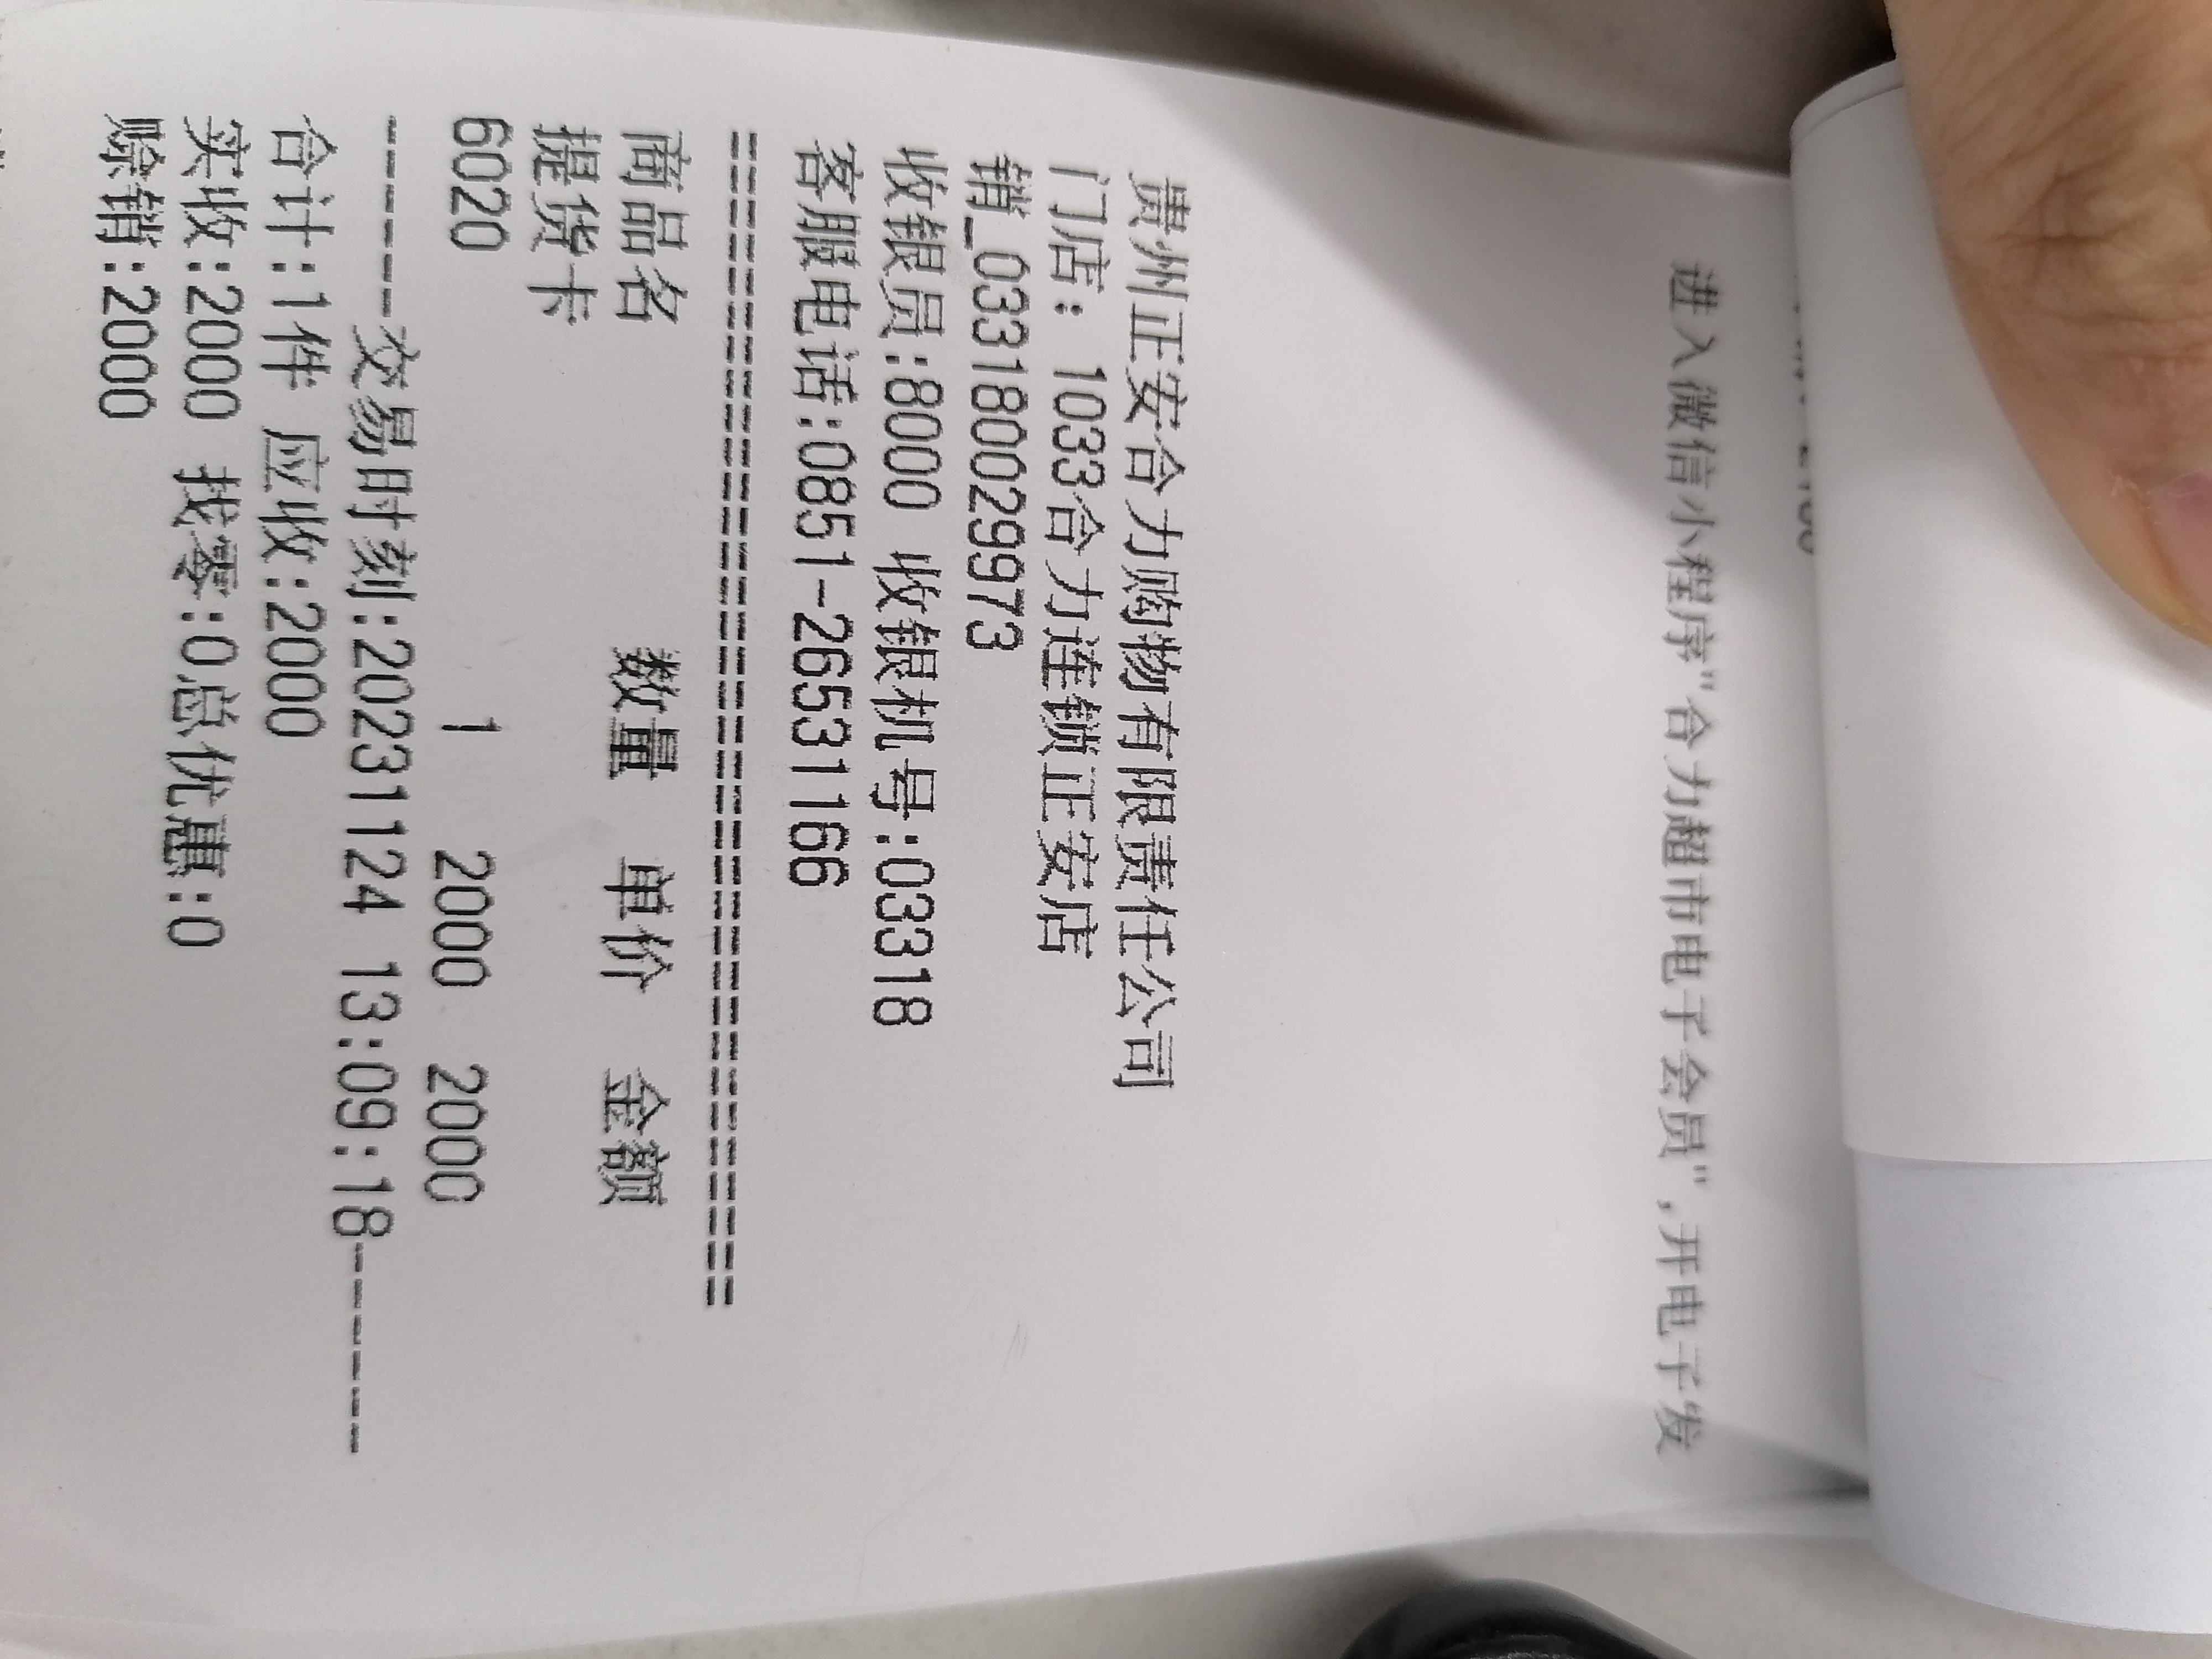 进入微信小程序"合力超市电子会员",开电子发
贵州正安合力购物有限责任公司
门店: 1033合力连锁正安店
销_033180029973
收银员:8000 收银机号:03318
客服电话:0851-26531166
==========================================
商品名 数量 单价 金额
提货卡
6020 1 2000 2000
------交易时刻:20231124 13:09:18------
合计:1件 应收:2000
实收:2000 找零:0总优惠:0
赊销:2000